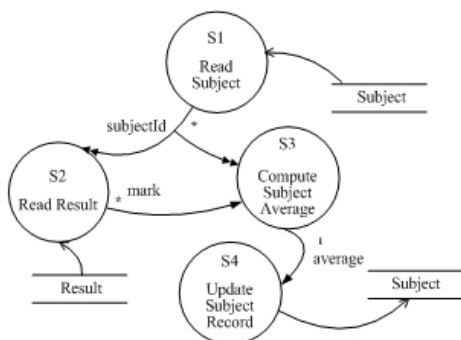 S1
Read
Subject
Subject
subjectId
*
S2
Read Result
* mark
S3
Compute
Subject
Average
Result
S4
Update
Subject
Record
average
Subject